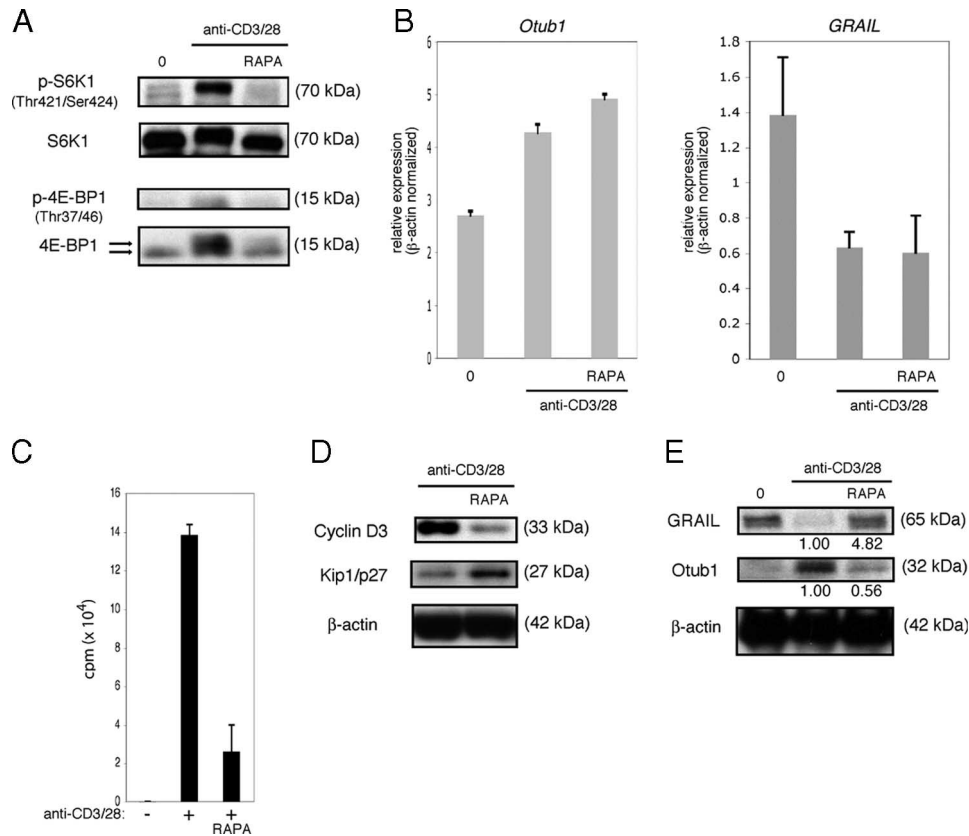 A
anti-CD3/28
0 RAPA
p-S6K1 (70 kDa)
(Thr421/Ser424)
S6K1 (70 kDa)
p-4E-BP1 (15 kDa)
(Thr37/46)
4E-BP1 (15 kDa)
B
Otub1
relative expression
(β-actin normalized)
6
5
4
3
2
1
0
0 RAPA
anti-CD3/28
GRAIL
relative expression
(β-actin normalized)
1.8
1.6
1.4
1.2
1
0.8
0.6
0.4
0.2
0
0 RAPA
anti-CD3/28
C
cpm (x 10⁴)
16
14
12
10
8
6
4
2
0
anti-CD3/28: - + +
RAPA
D
anti-CD3/28
RAPA
Cyclin D3 (33 kDa)
Kip1/p27 (27 kDa)
β-actin (42 kDa)
E
anti-CD3/28
0 RAPA
GRAIL (65 kDa)
1.00 4.82
Otub1 (32 kDa)
1.00 0.56
β-actin (42 kDa)